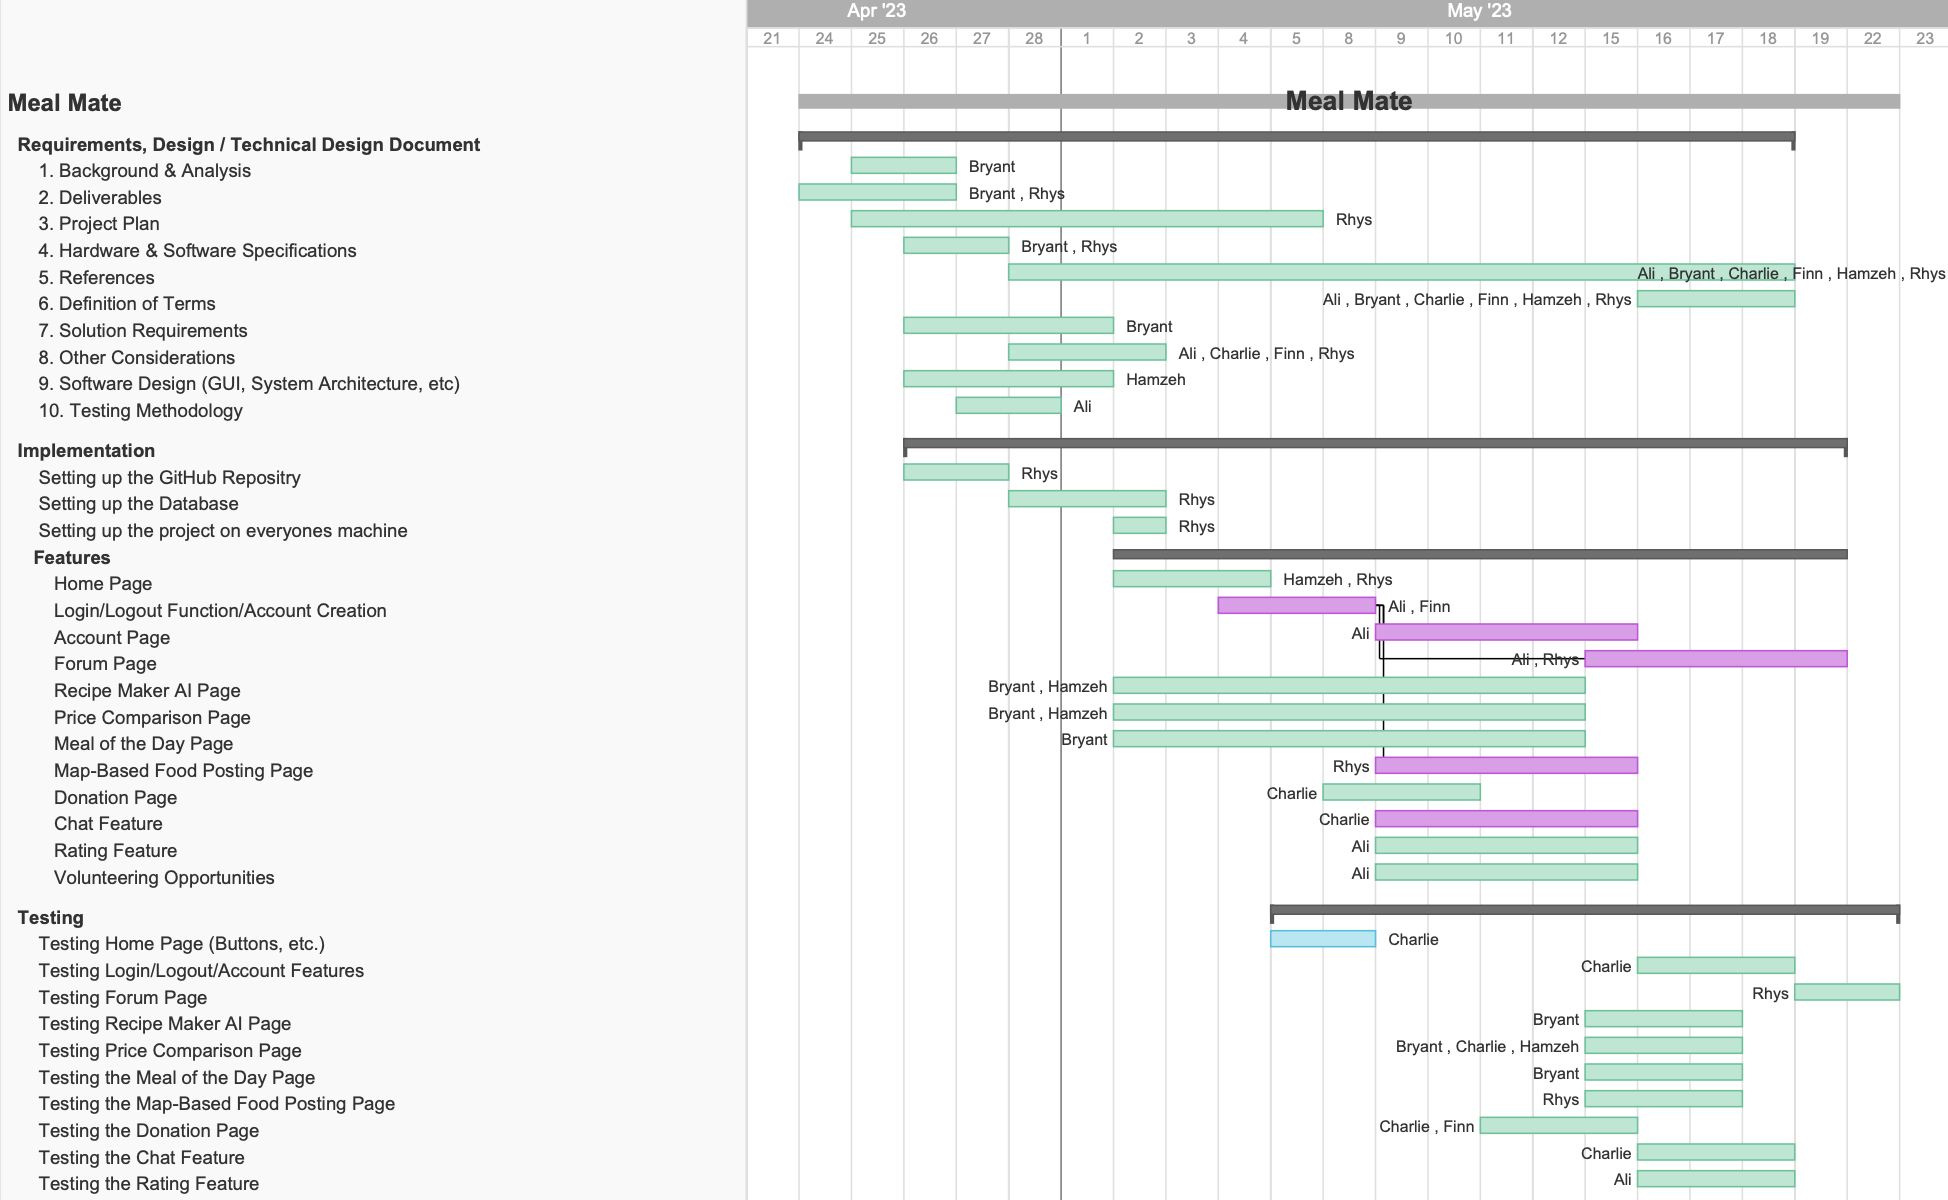 Apr '23 May '23
21 24 25 26 27 28 1 2 3 4 5 8 9 10 11 12 15 16 17 18 19 22 23
Meal Mate Meal Mate
Requirements, Design / Technical Design Document
1. Background & Analysis Bryant
2. Deliverables Bryant , Rhys
3. Project Plan Rhys
4. Hardware & Software Specifications Bryant , Rhys
5. References Ali , Bryant , Charlie , Finn , Hamzeh , Rhys
6. Definition of Terms Ali , Bryant , Charlie , Finn , Hamzeh , Rhys
7. Solution Requirements Bryant
8. Other Considerations Ali , Charlie , Finn , Rhys
9. Software Design (GUI, System Architecture, etc) Hamzeh
10. Testing Methodology Ali
Implementation
Setting up the GitHub Repositry Rhys
Setting up the Database Rhys
Setting up the project on everyones machine Rhys
Features
Home Page Hamzeh , Rhys
Login/Logout Function/Account Creation Ali , Finn
Account Page Ali
Forum Page Ali , Rhys
Recipe Maker AI Page Bryant , Hamzeh
Price Comparison Page Bryant , Hamzeh
Meal of the Day Page Bryant
Map-Based Food Posting Page Rhys
Donation Page Charlie
Chat Feature Charlie
Rating Feature Ali
Volunteering Opportunities Ali
Testing
Testing Home Page (Buttons, etc.) Charlie
Testing Login/Logout/Account Features Charlie
Testing Forum Page Rhys
Testing Recipe Maker AI Page Bryant
Testing Price Comparison Page Bryant , Charlie , Hamzeh
Testing the Meal of the Day Page Bryant
Testing the Map-Based Food Posting Page Rhys
Testing the Donation Page Charlie , Finn
Testing the Chat Feature Charlie
Testing the Rating Feature Ali